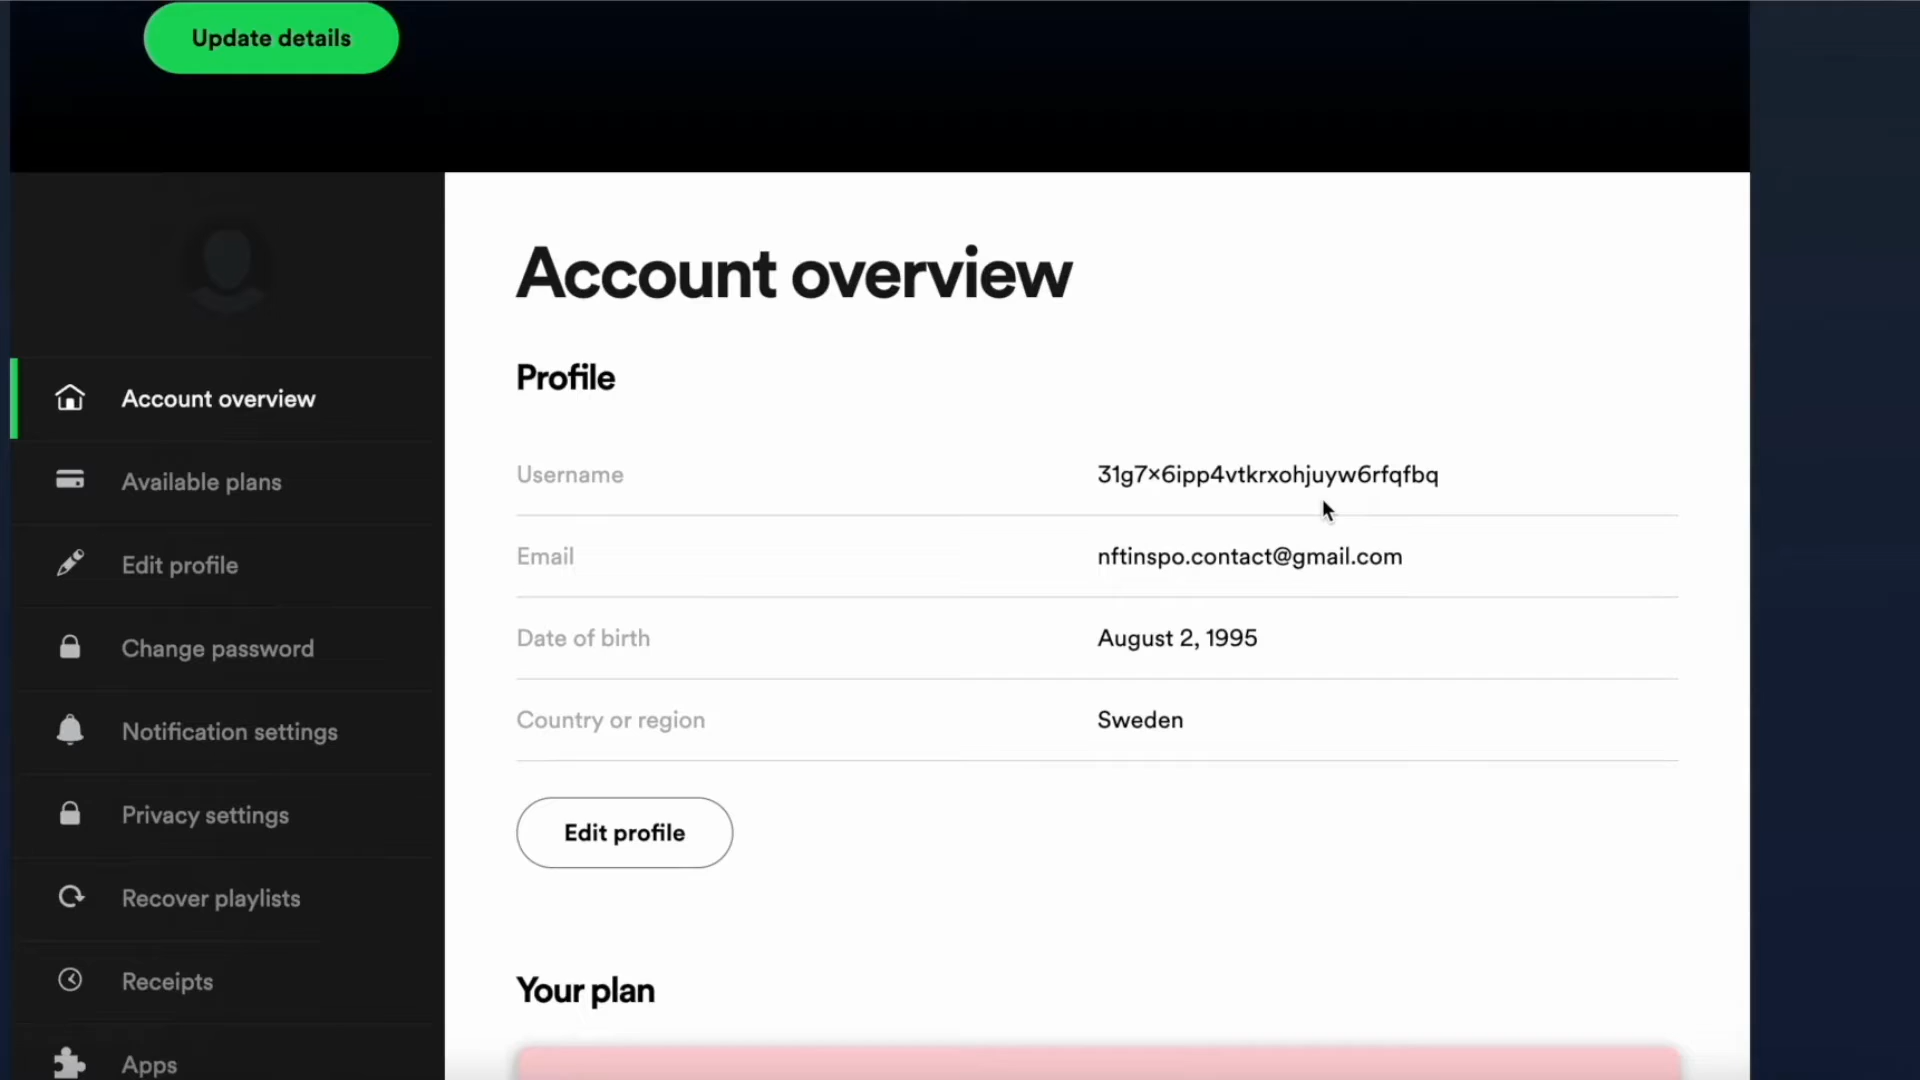 Update details
Account overview
Available plans
Edit profile
Change password
Notification settings
Privacy settings
Recover playlists
Receipts
Apps
Account overview
Profile
Username 31g7x6ipp4vtkrxohjuyw6rfqfbq
Email nftinspo.contact@gmail.com
Date of birth August 2, 1995
Country or region Sweden
Edit profile
Your plan